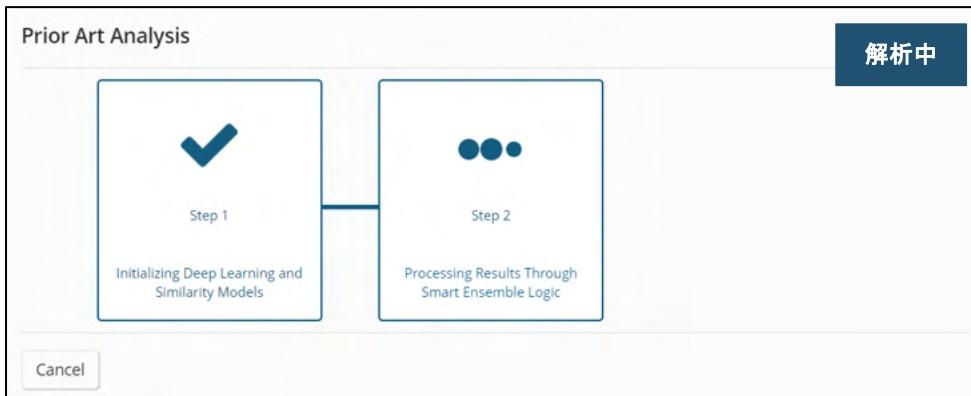 Prior Art Analysis
解析中
Step 1
Initializing Deep Learning and
Similarity Models
Step 2
Processing Results Through
Smart Ensemble Logic
Cancel